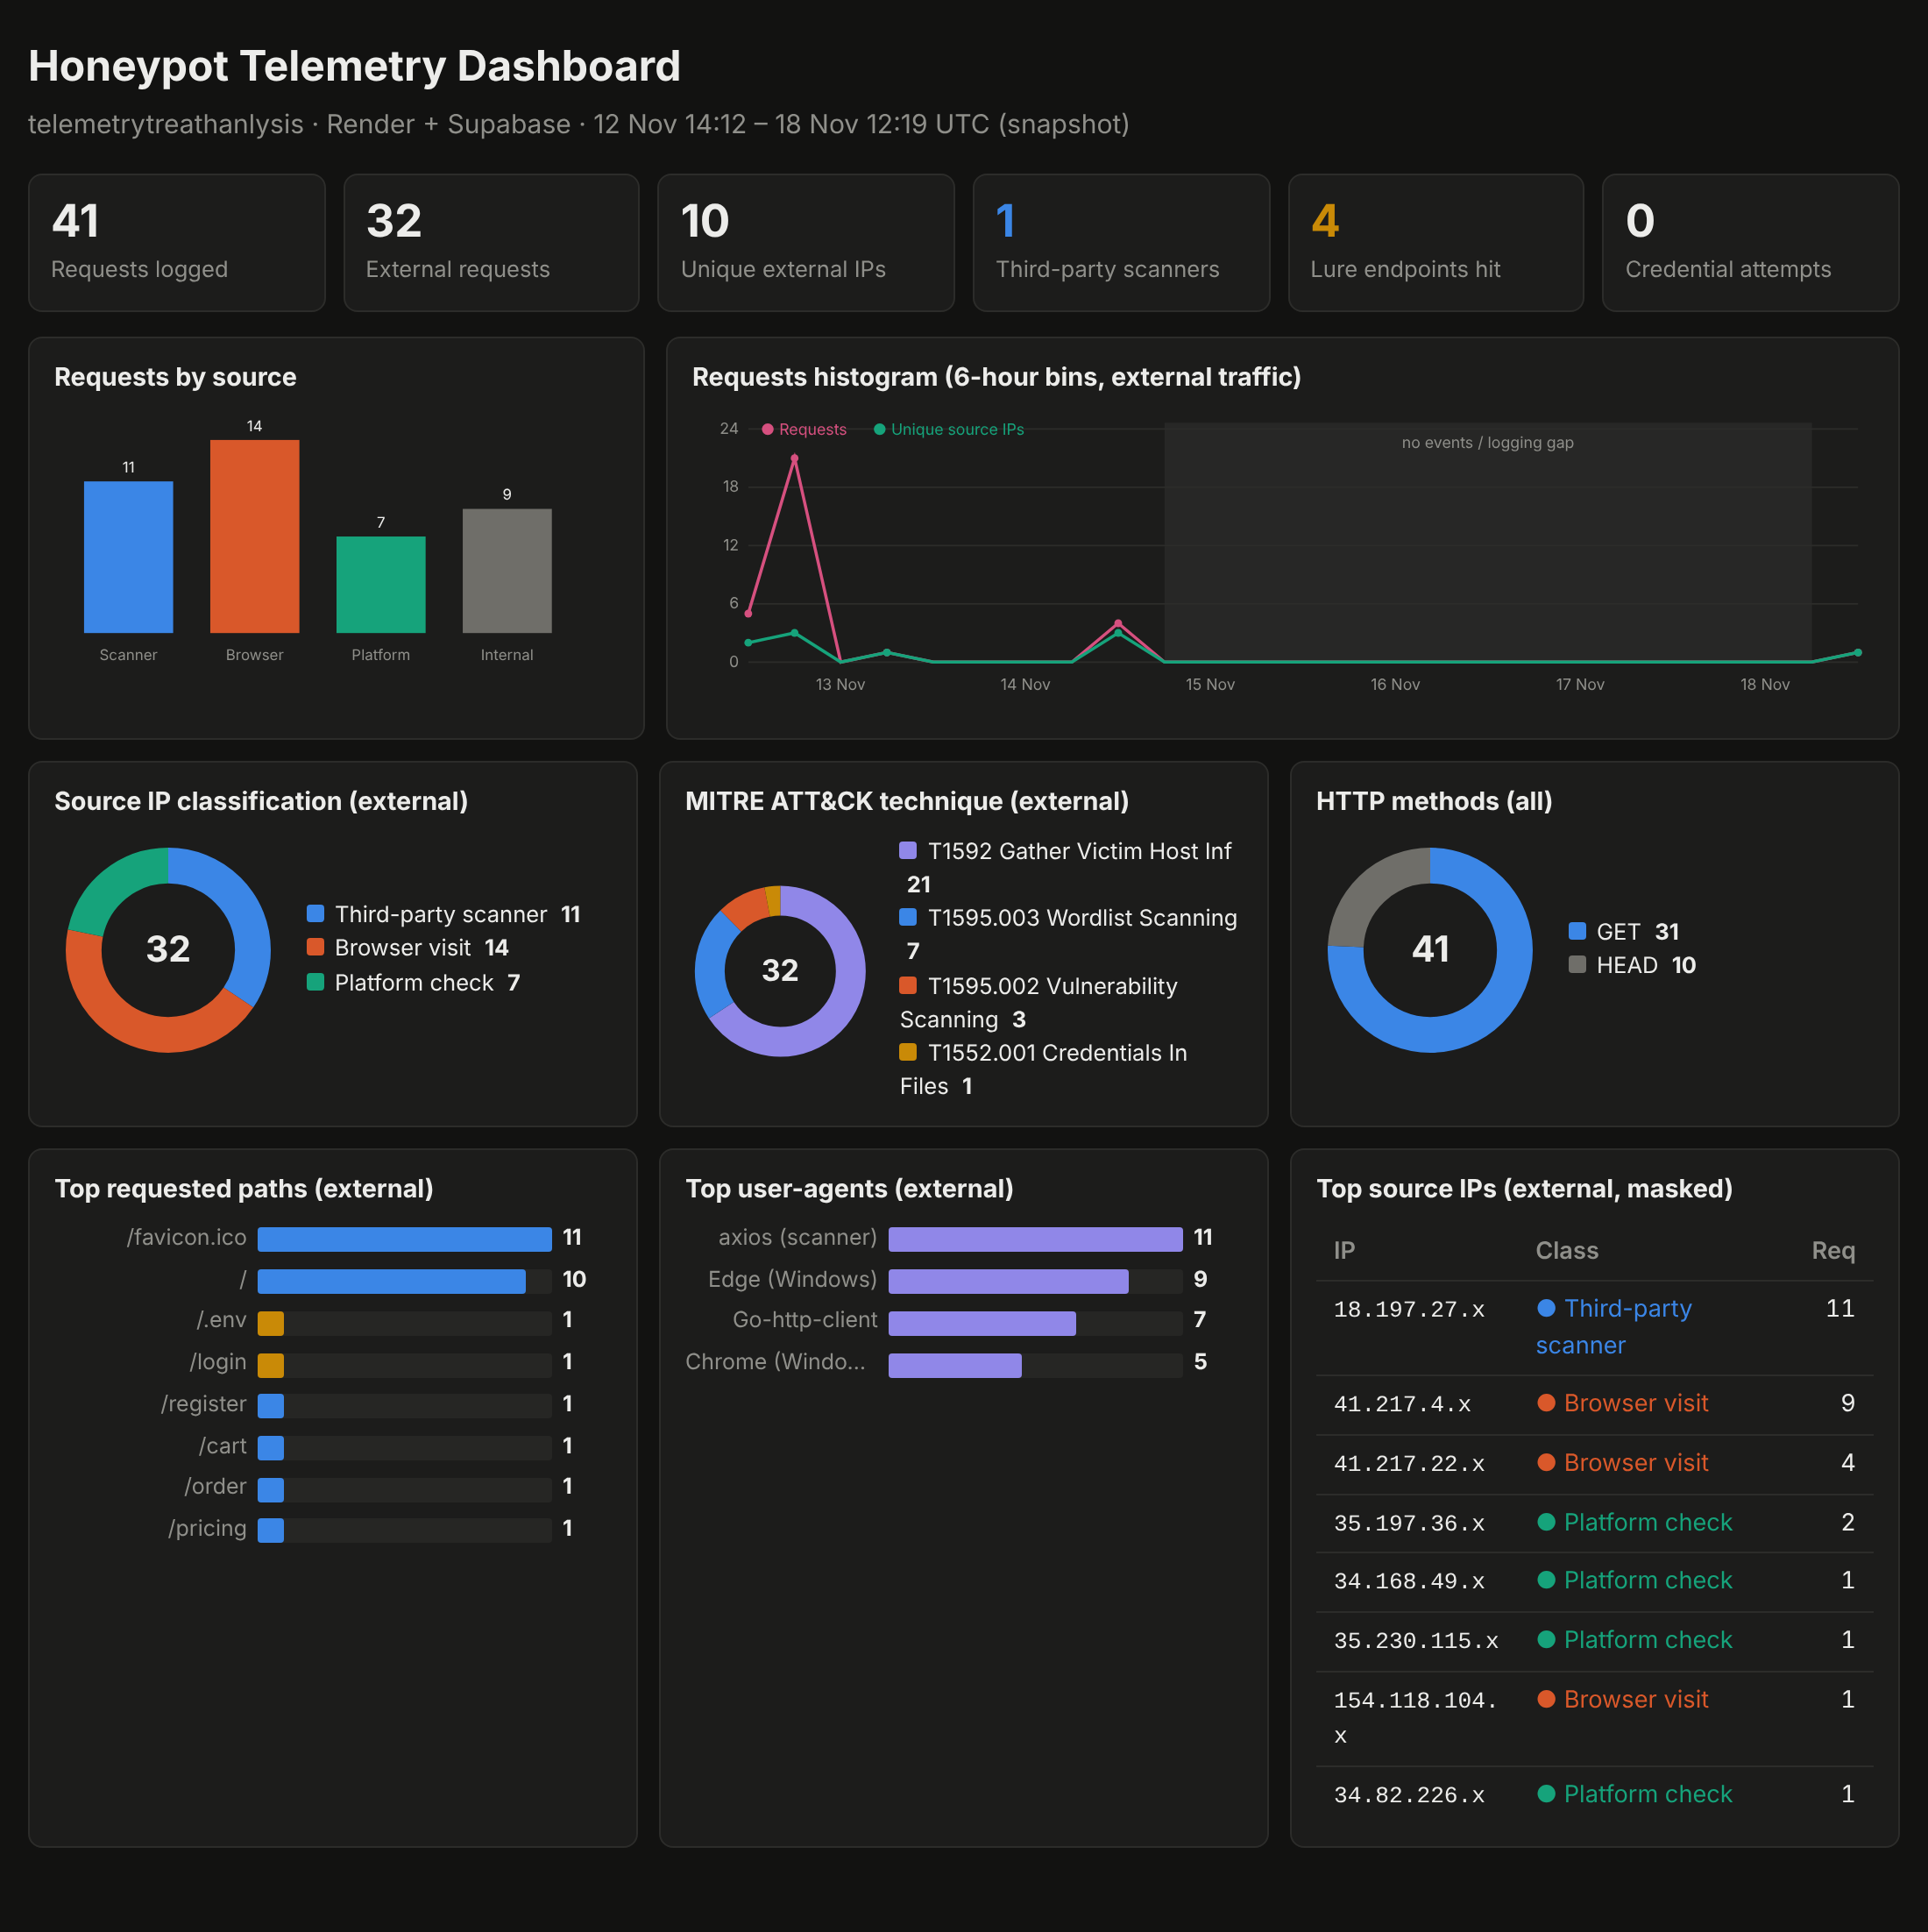 Honeypot Telemetry Dashboard
telemetrytreathanlysis · Render + Supabase · 12 Nov 14:12 – 18 Nov 12:19 UTC (snapshot)
41
Requests logged
32
External requests
10
Unique external IPs
1
Third-party scanners
4
Lure endpoints hit
0
Credential attempts
Requests by source
11
14
7
9
Scanner
Browser
Platform
Internal
Requests histogram (6-hour bins, external traffic)
Requests
Unique source IPs
no events / logging gap
24
18
12
6
0
13 Nov
14 Nov
15 Nov
16 Nov
17 Nov
18 Nov
Source IP classification (external)
32
Third-party scanner 11
Browser visit 14
Platform check 7
MITRE ATT&CK technique (external)
32
T1592 Gather Victim Host Inf
21
T1595.003 Wordlist Scanning
7
T1595.002 Vulnerability
Scanning 3
T1552.001 Credentials In
Files 1
HTTP methods (all)
41
GET 31
HEAD 10
Top requested paths (external)
/favicon.ico 11
/ 10
/.env 1
/login 1
/register 1
/cart 1
/order 1
/pricing 1
Top user-agents (external)
axios (scanner) 11
Edge (Windows) 9
Go-http-client 7
Chrome (Windo... 5
Top source IPs (external, masked)
IP Class Req
18.197.27.x Third-party 11
scanner
41.217.4.x Browser visit 9
41.217.22.x Browser visit 4
35.197.36.x Platform check 2
34.168.49.x Platform check 1
35.230.115.x Platform check 1
154.118.104. Browser visit 1
x
34.82.226.x Platform check 1